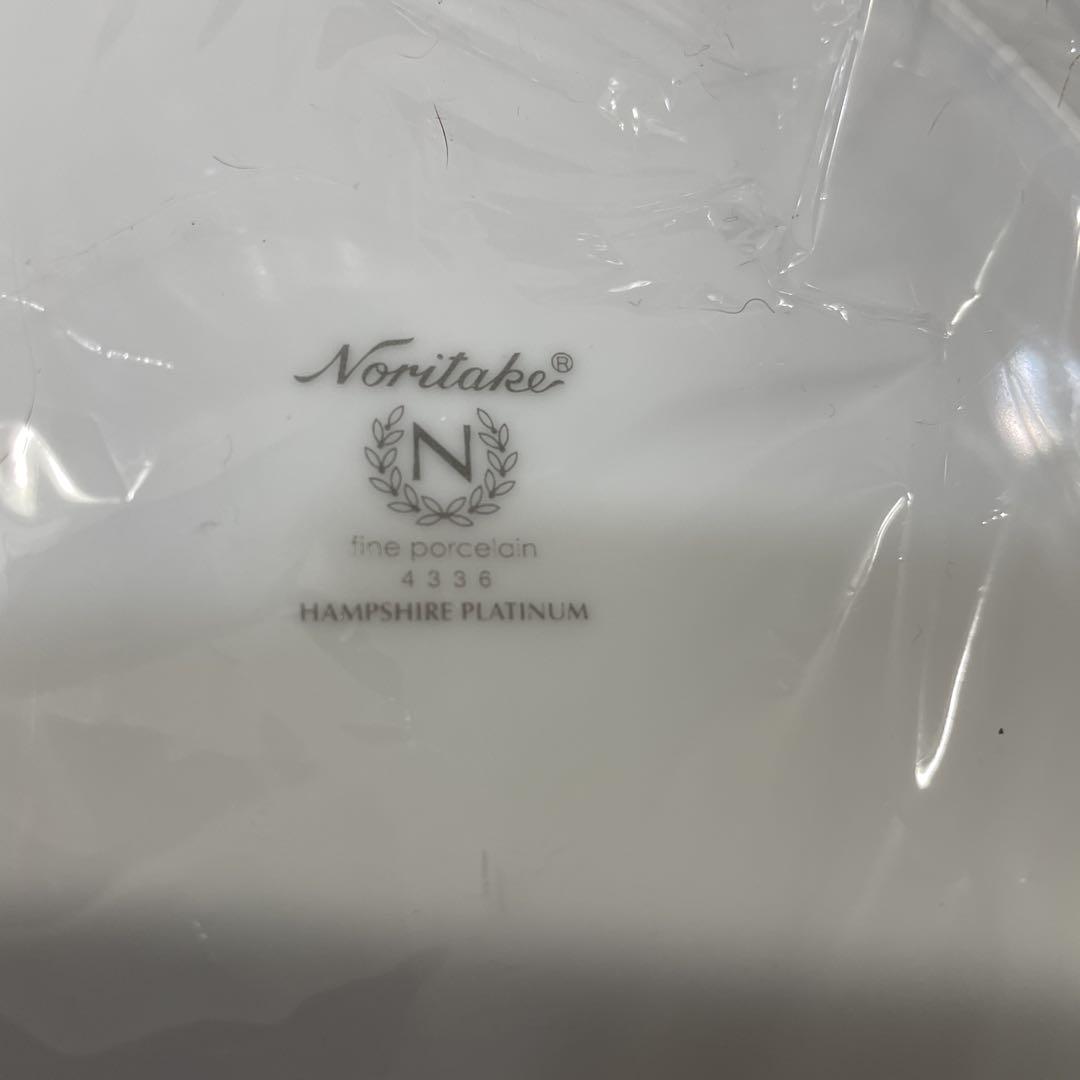 Noritake®
N
fine porcelain
4336
HAMPSHIRE PLATINUM